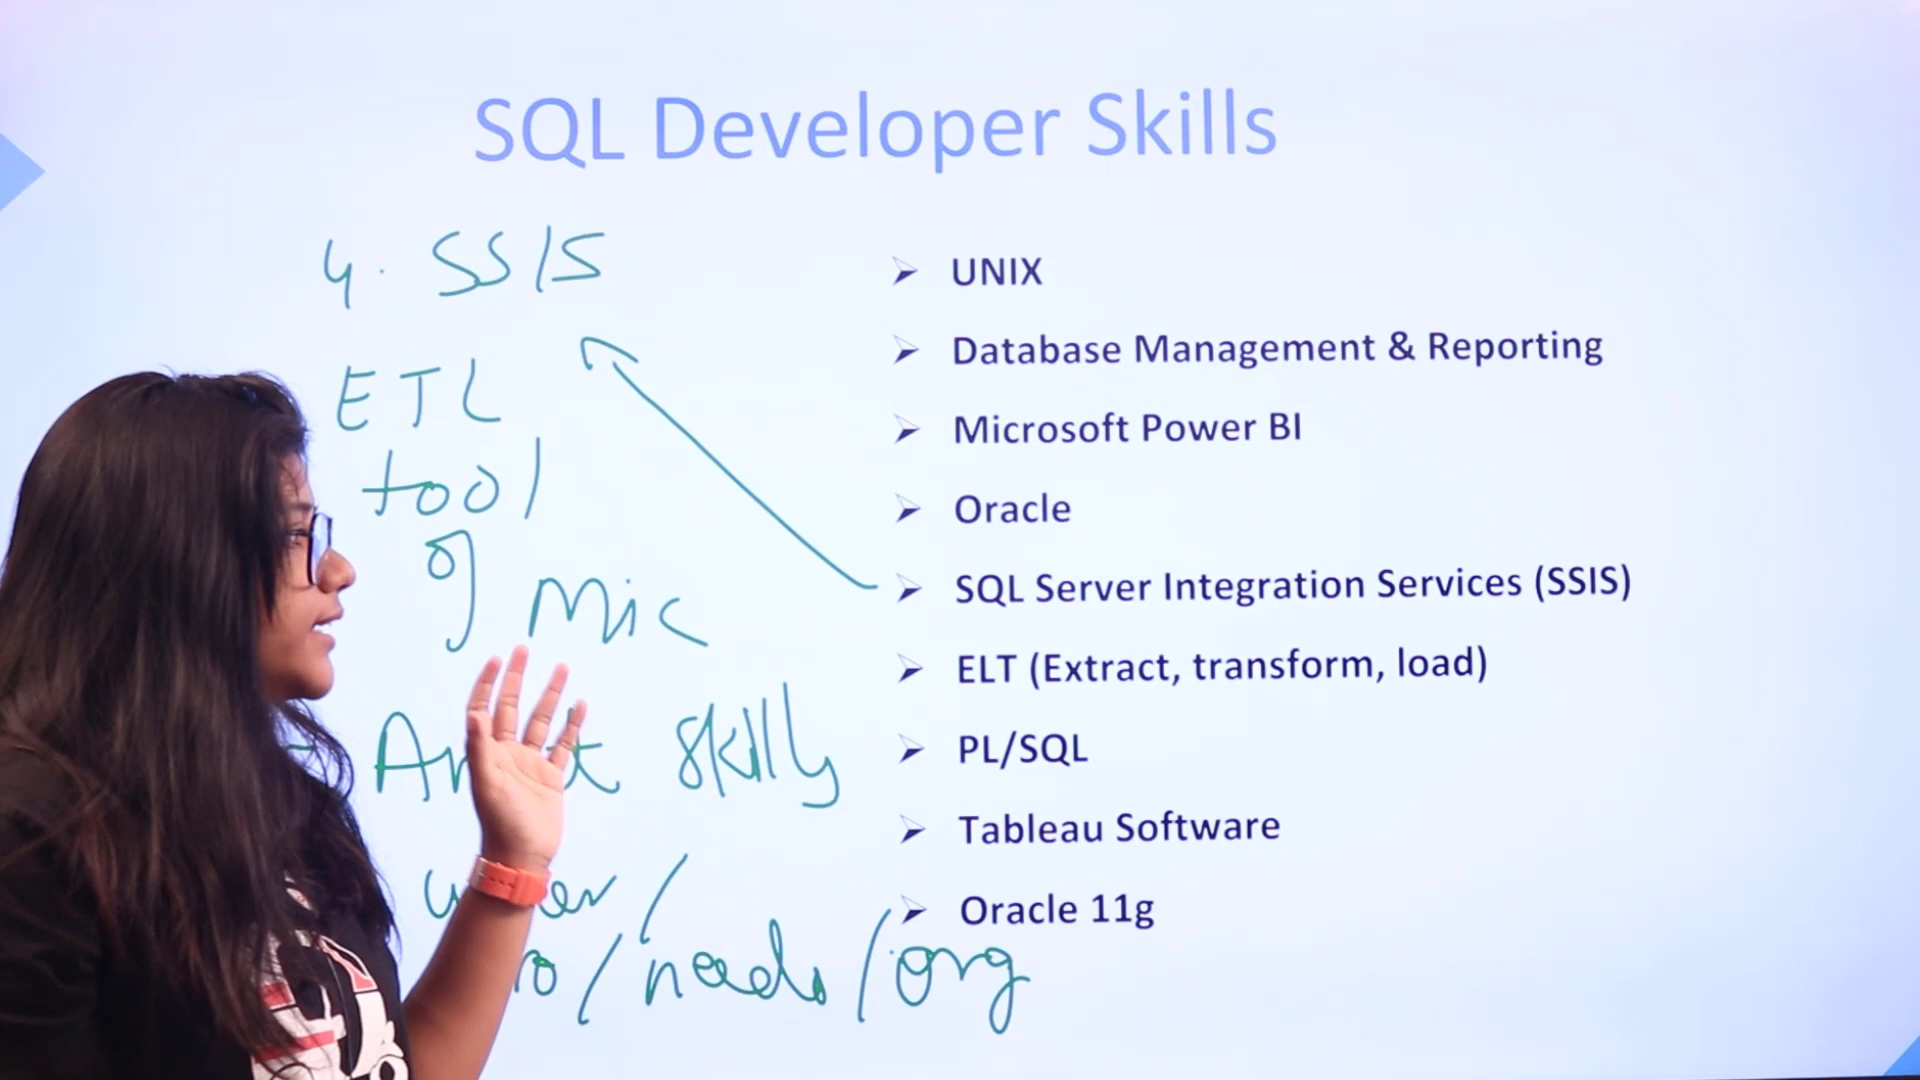 SQL Developer Skills
4. SSIS
ETL
tool
of Mic
skills
/
/ needs / org
UNIX
Database Management & Reporting
Microsoft Power BI
Oracle
SQL Server Integration Services (SSIS)
ELT (Extract, transform, load)
PL/SQL
Tableau Software
Oracle 11g